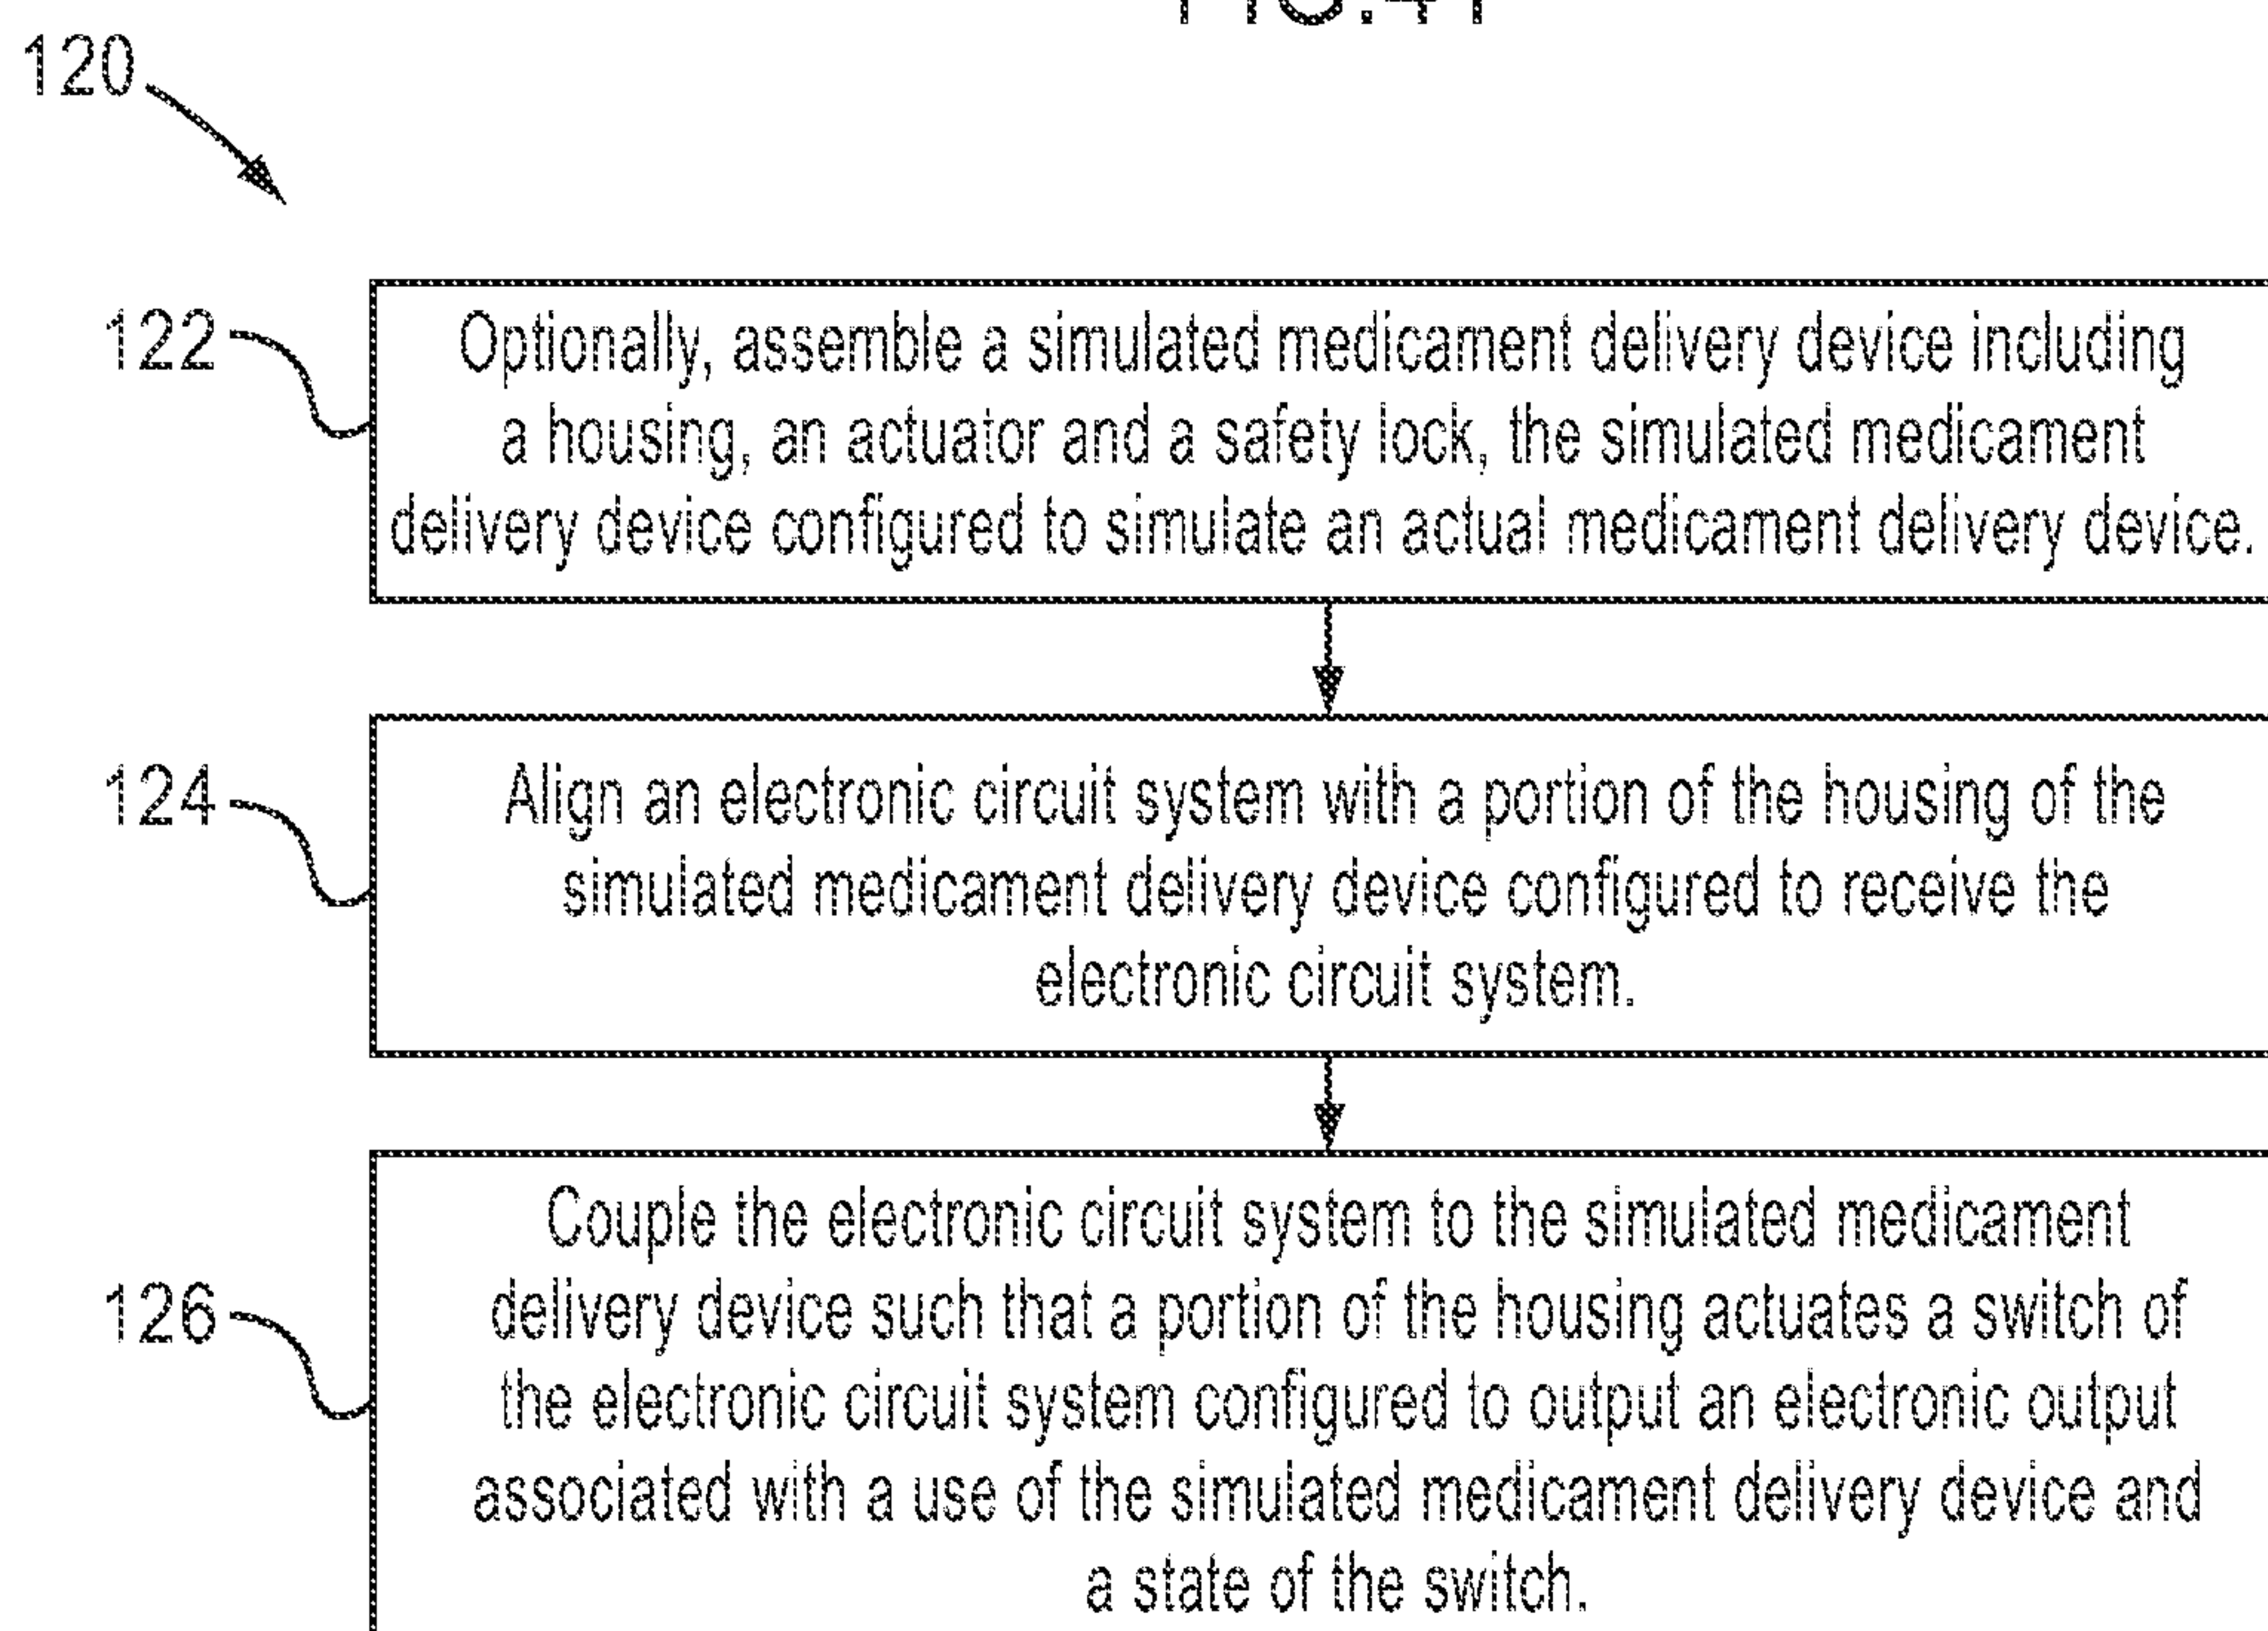 120
122
Optionally, assemble a simulated medicament delivery device including
a housing, an actuator and a safety lock, the simulated medicament
delivery device configured to simulate an actual medicament delivery device.
124
Align an electronic circuit system with a portion of the housing of the
simulated medicament delivery device configured to receive the
electronic circuit system.
126
Couple the electronic circuit system to the simulated medicament
delivery device such that a portion of the housing actuates a switch of
the electronic circuit system configured to output an electronic output
associated with a use of the simulated medicament delivery device and
a state of the switch.